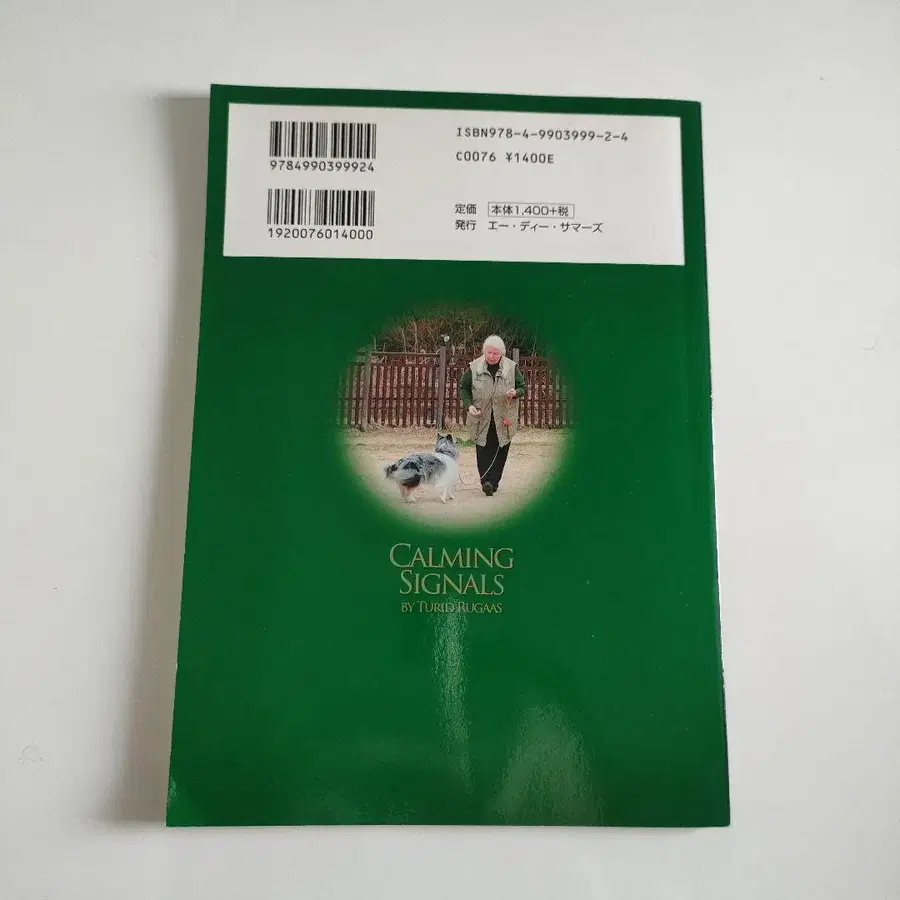 9784990399924
ISBN978-4-9903999-2-4
C0076 ¥1400E
1920076014000
定価 本体1,400+税
発行 エー・ディー・サマーズ
CALMING
SIGNALS
BY TURID RUGAAS